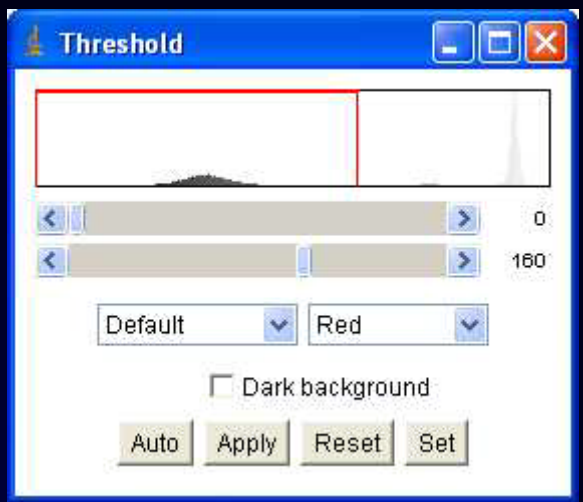 Threshold
0
160
Default Red
Dark background
Auto Apply Reset Set